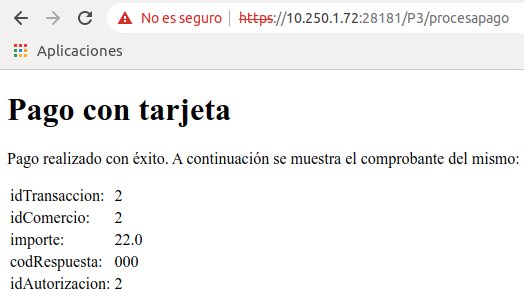 No es seguro | https://10.250.1.72:28181/P3/procesapago
Aplicaciones
Pago con tarjeta
Pago realizado con éxito. A continuación se muestra el comprobante del mismo:
idTransaccion: 2
idComercio: 2
importe: 22.0
codRespuesta: 000
idAutorizacion: 2